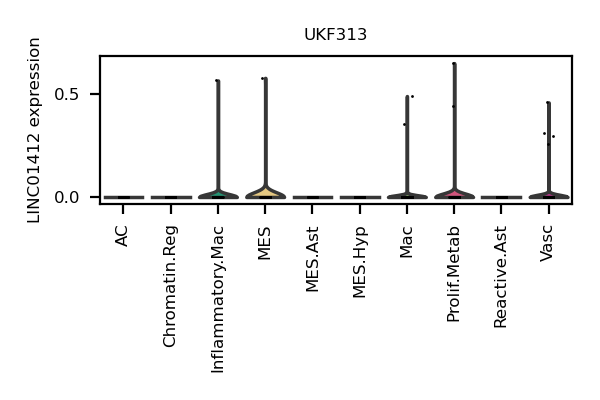 UKF313
LINC01412 expression
0.5
0.0
AC
Chromatin.Reg
Inflammatory.Mac
MES
MES.Ast
MES.Hyp
Mac
Prolif.Metab
Reactive.Ast
Vasc